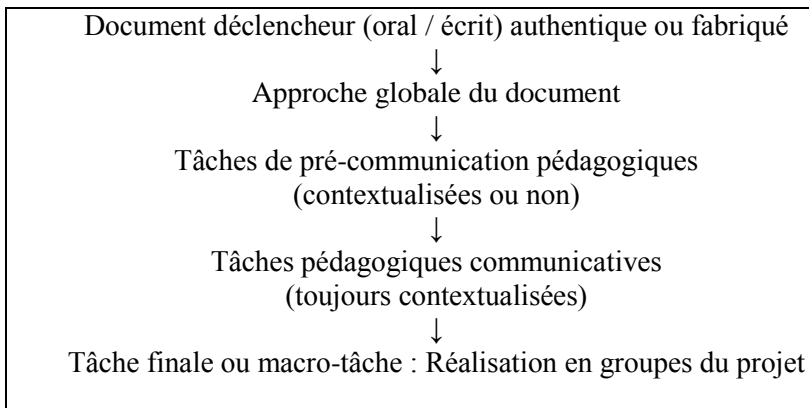 Document déclencheur (oral / écrit) authentique ou fabriqué
↓
Approche globale du document
↓
Tâches de pré-communication pédagogiques
(contextualisées ou non)
↓
Tâches pédagogiques communicatives
(toujours contextualisées)
↓
Tâche finale ou macro-tâche : Réalisation en groupes du projet